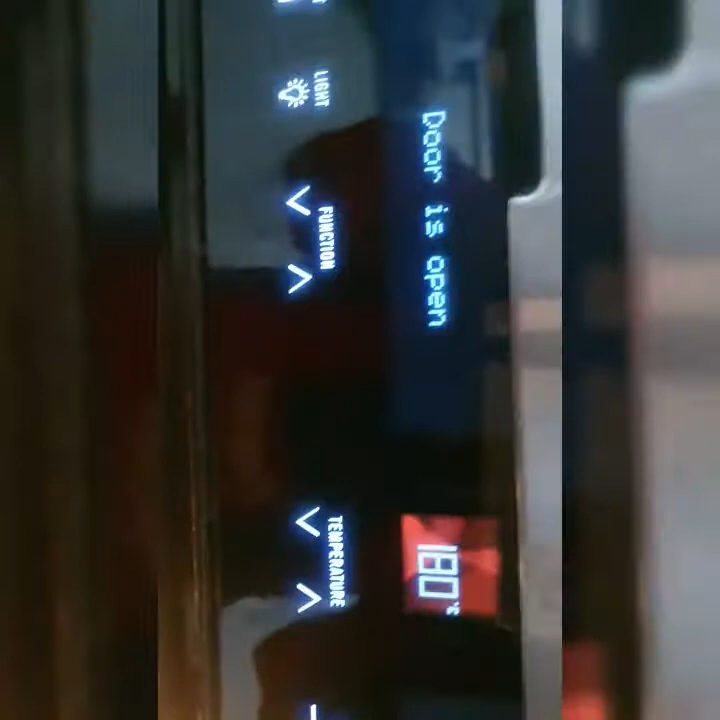 Door is open
180°c
LIGHT
FUNCTION
TEMPERATURE